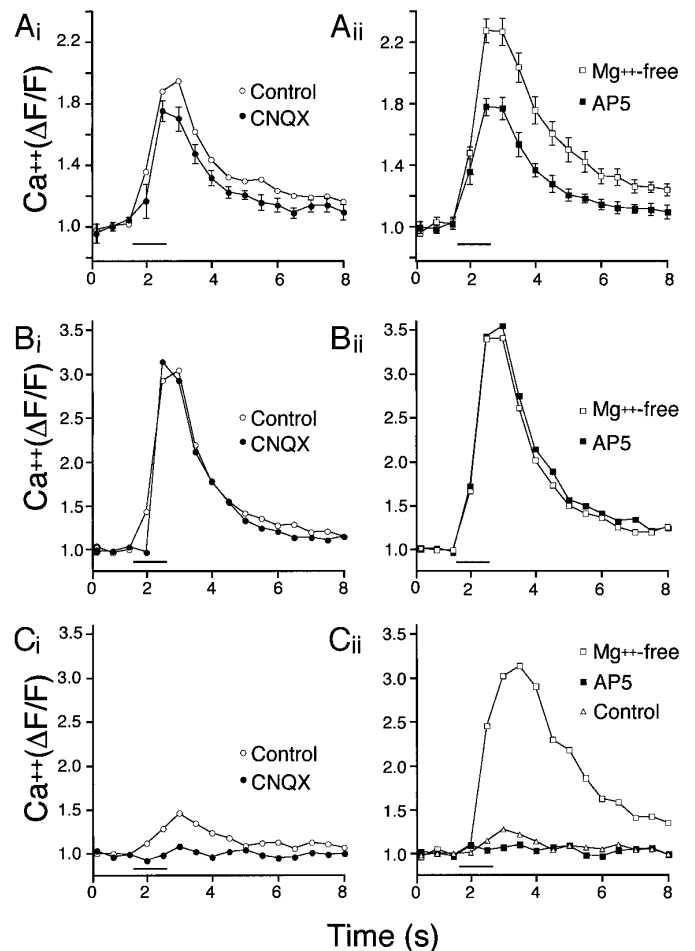 Ai
Ca++(ΔF/F)
2.2
1.8
1.4
1.0
0 2 4 6 8
Control
CNQX
Aii
2.2
1.8
1.4
1.0
0 2 4 6 8
Mg++-free
AP5
Bi
Ca++(ΔF/F)
3.5
3.0
2.5
2.0
1.5
1.0
0 2 4 6 8
Control
CNQX
Bii
3.5
3.0
2.5
2.0
1.5
1.0
0 2 4 6 8
Mg++-free
AP5
Ci
Ca++(ΔF/F)
3.5
3.0
2.5
2.0
1.5
1.0
0 2 4 6 8
Control
CNQX
Cii
3.5
3.0
2.5
2.0
1.5
1.0
0 2 4 6 8
Mg++-free
AP5
Control
Time (s)